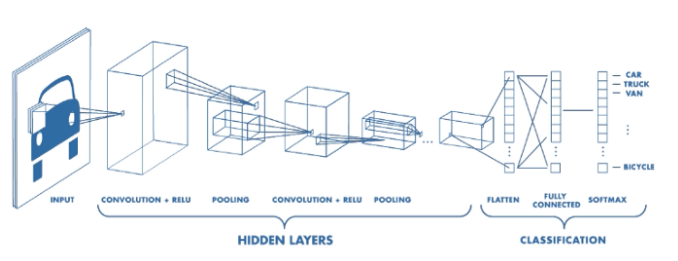 CAR
TRUCK
VAN
BICYCLE
INPUT
CONVOLUTION + RELU
POOLING
CONVOLUTION + RELU
POOLING
FLATTEN
FULLY
CONNECTED
SOFTMAX
HIDDEN LAYERS
CLASSIFICATION